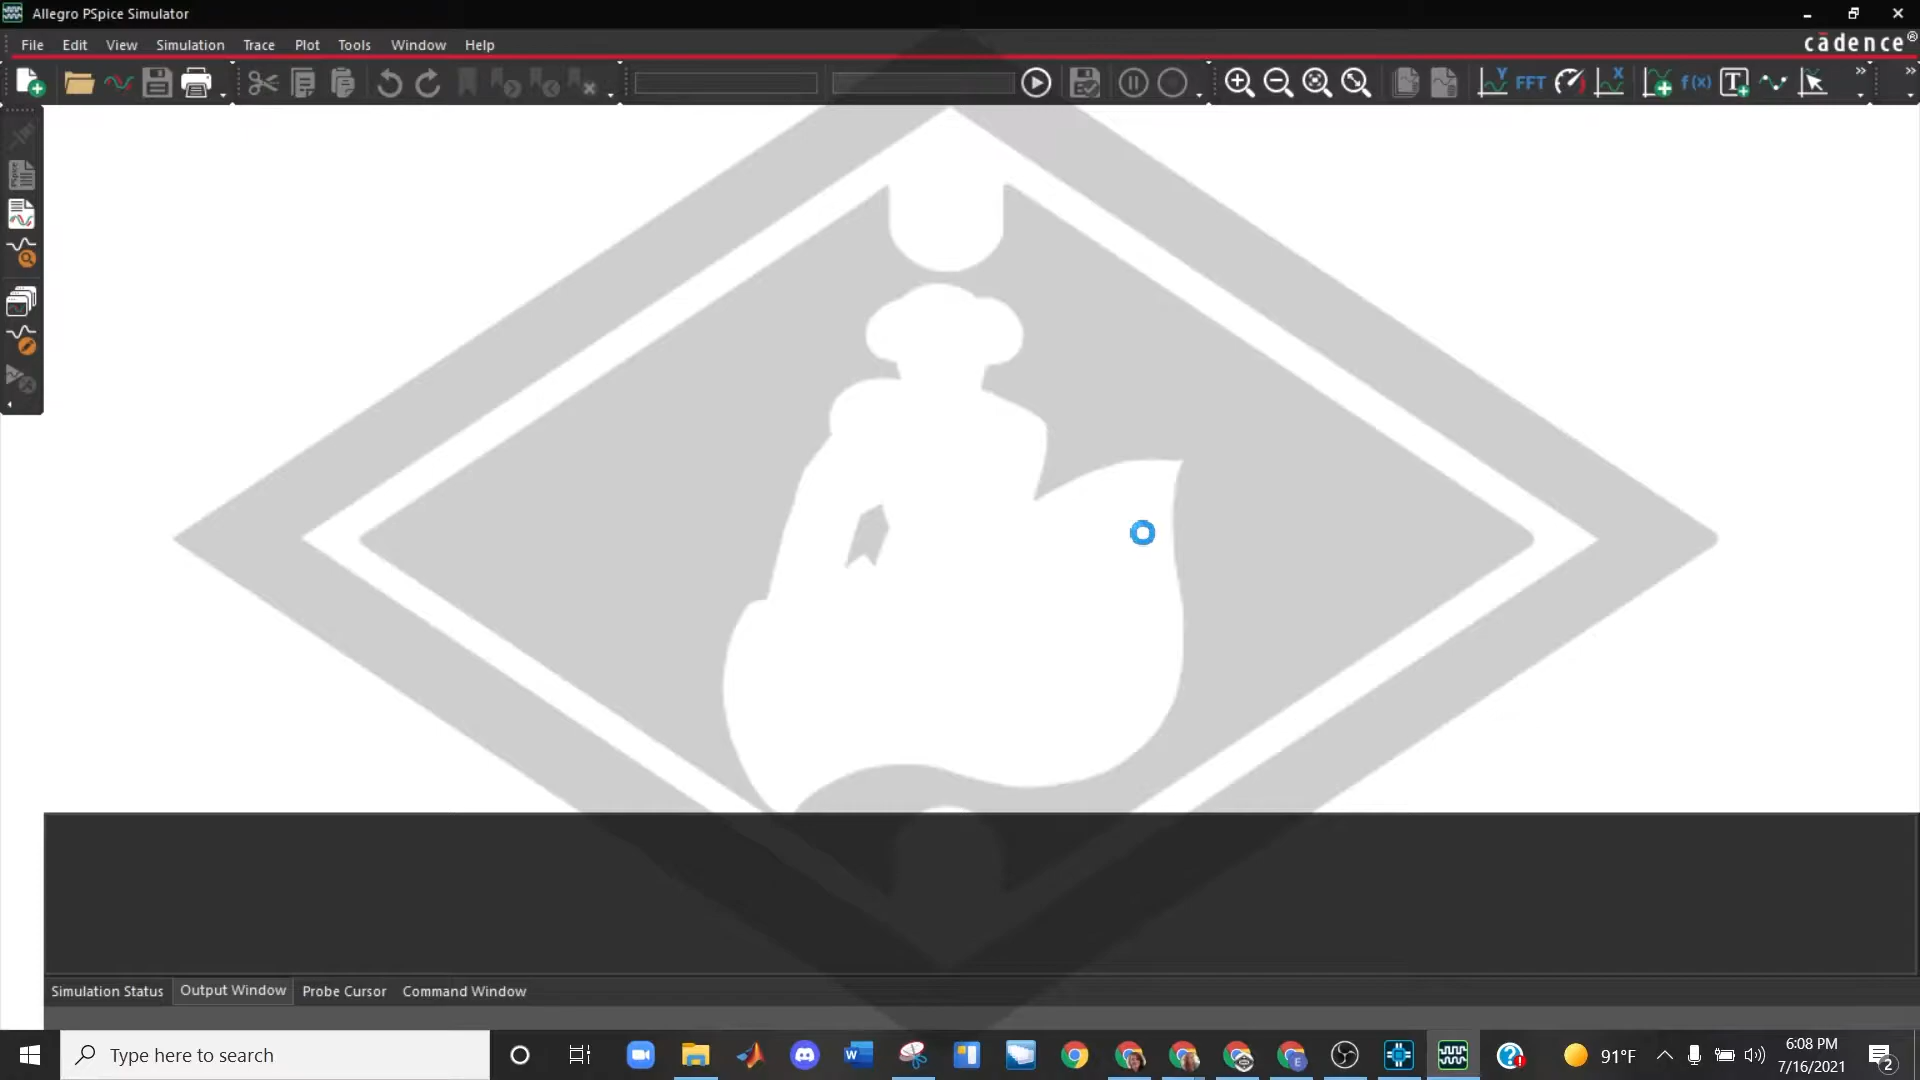 Allegro PSpice Simulator
File Edit View Simulation Trace Plot Tools Window Help
cādence®
Y FFT X f(x) T
Simulation Status Output Window Probe Cursor Command Window
Type here to search
91°F
6:08 PM
7/16/2021
2